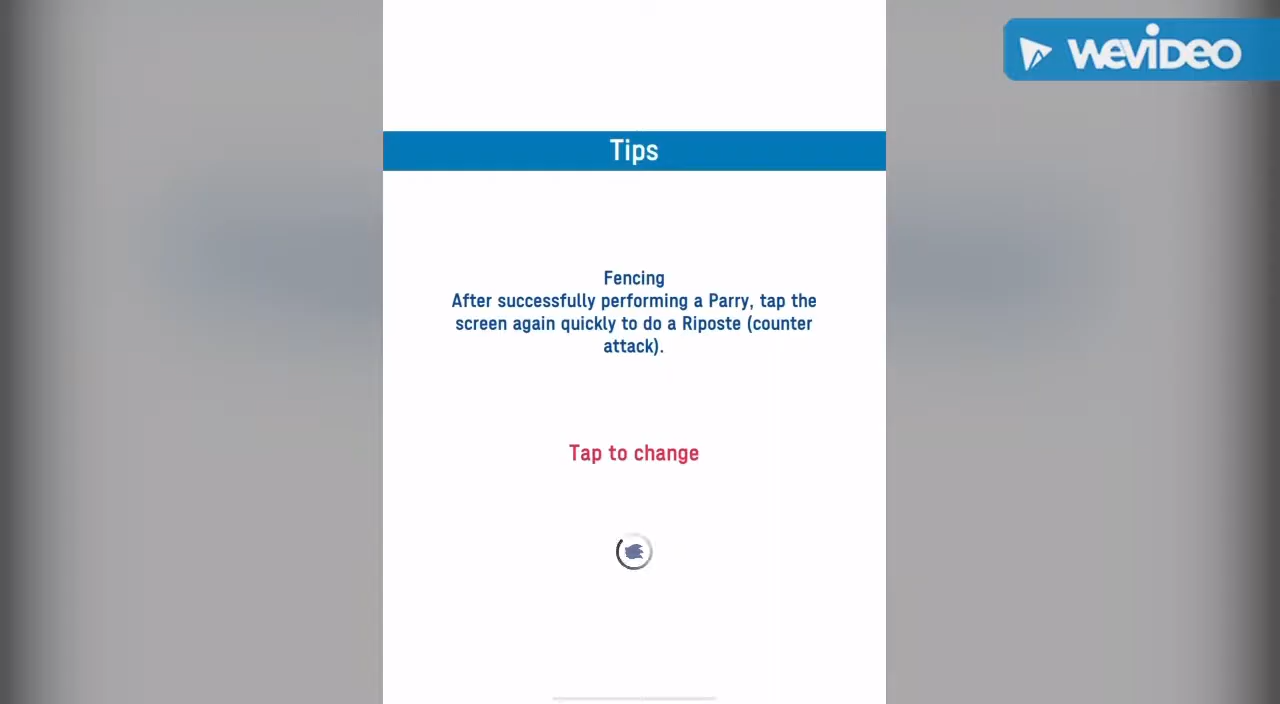 WEVIDEO
Tips
Fencing
After successfully performing a Parry, tap the
screen again quickly to do a Riposte (counter
attack).
Tap to change